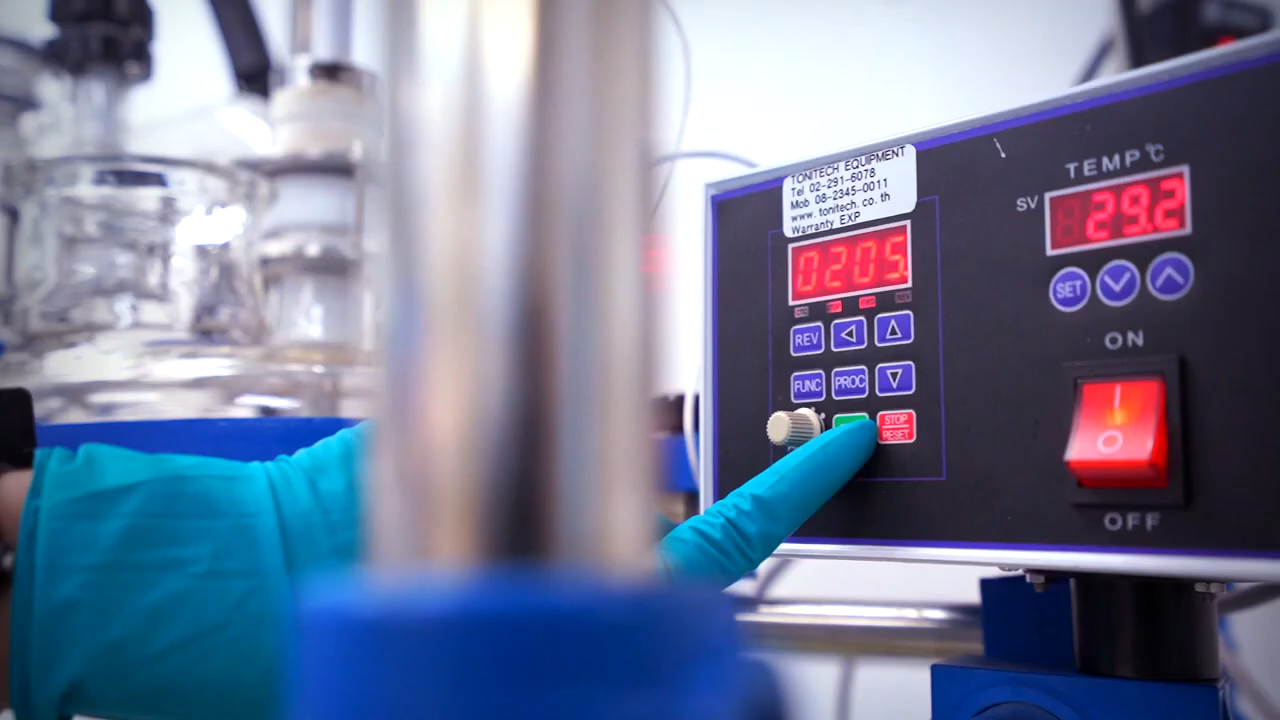 TONITECH EQUIPMENT
Tel 02-291-6078
Mob 08-2345-0011
www.tonitech.co.th
Warranty EXP
0205.
REV
FUNC PROC
STOP
RESET
TEMP℃
SV 29.2
SET
ON
OFF